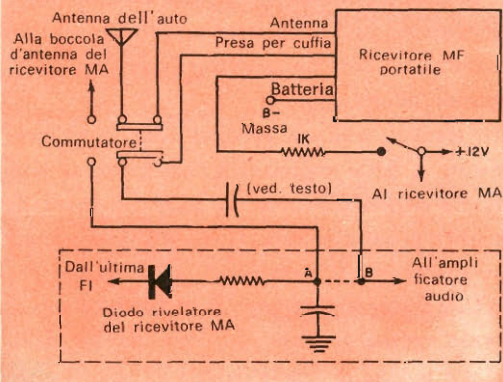 Antenna dell'auto
Alla boccola
d'antenna del
ricevitore MA
Antenna
Presa per cuffia
Ricevitore MF
portatile
Batteria
B-
Massa
Commutatore
1K
+12V
Al ricevitore MA
(ved. testo)
Dall'ultima
FI
A
B
All'ampli
ficatore
audio
Diodo rivelatore
del ricevitore MA